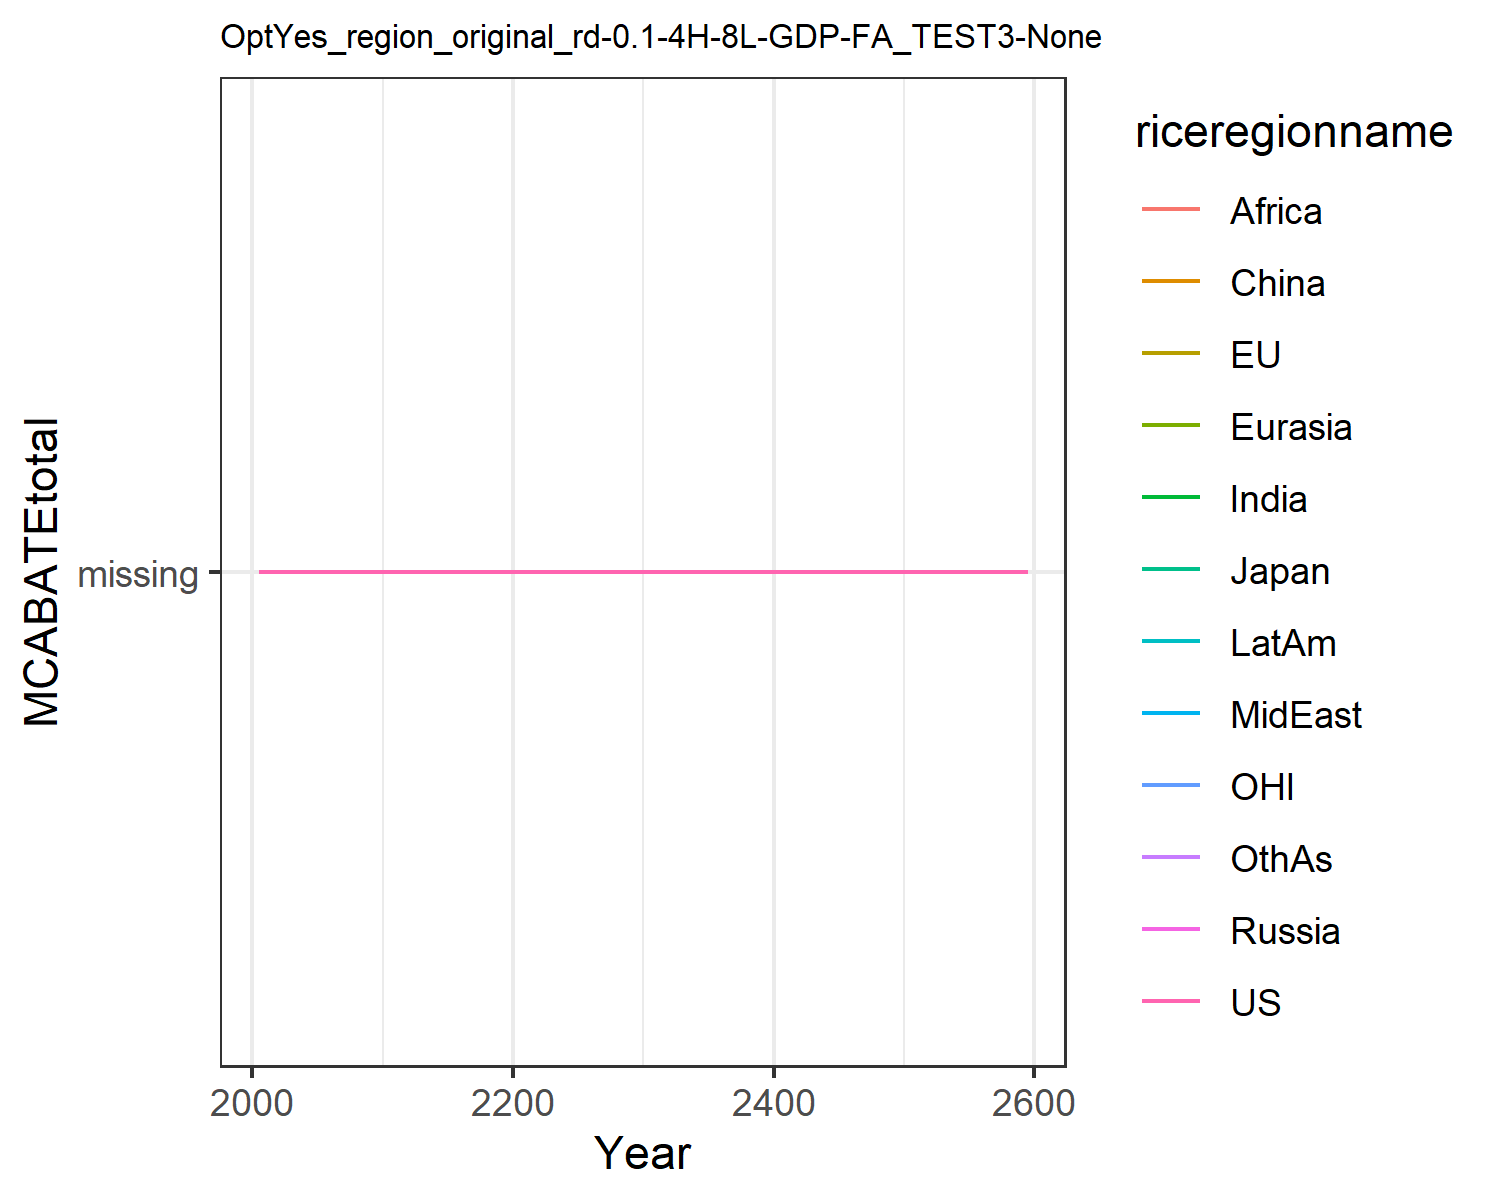 OptYes_region_original_rd-0.1-4H-8L-GDP-FA_TEST3-None
MCABATEtotal
missing
2000
2200
2400
2600
Year
riceregionname
Africa
China
EU
Eurasia
India
Japan
LatAm
MidEast
OHI
OthAs
Russia
US